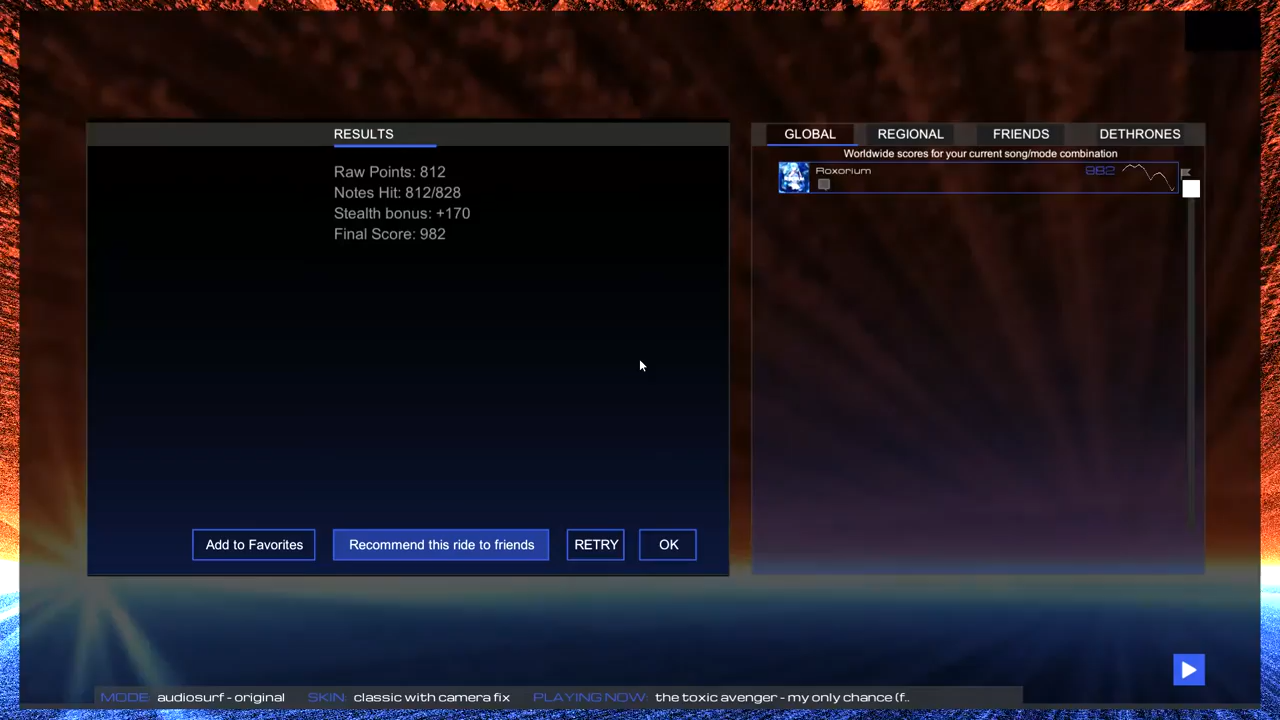 RESULTS
Raw Points: 812
Notes Hit: 812/828
Stealth bonus: +170
Final Score: 982
Add to Favorites
Recommend this ride to friends
RETRY
OK
GLOBAL REGIONAL FRIENDS DETHRONES
Worldwide scores for your current song/mode combination
Roxorium 982
MODE: audiosurf - original SKIN: classic with camera fix PLAYING NOW: the toxic avenger - my only chance (f..